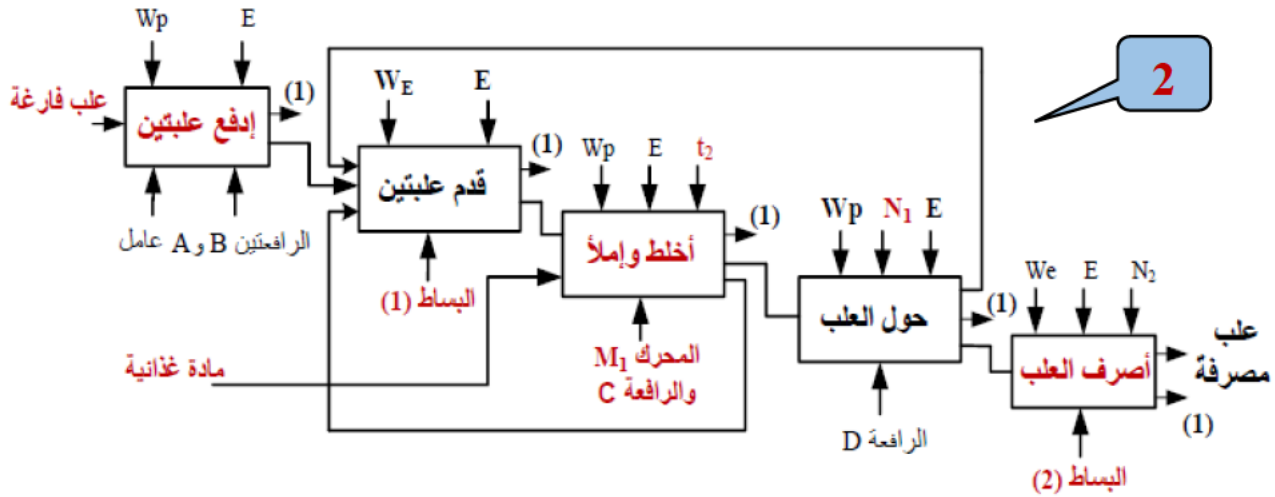 2
Wp E
علب فارغة
إدفع علبتين
(1)
عامل A و B الرافعتين
W_E E
قدم علبتين
(1)
البساط (1)
Wp E t₂
أخلط وإملأ
(1)
المحرك M₁
والرافعة C
مادة غذائية
Wp N₁ E
حول العلب
(1)
الرافعة D
We E N₂
أصرف العلب
علب
مصرفة
(1)
البساط (2)